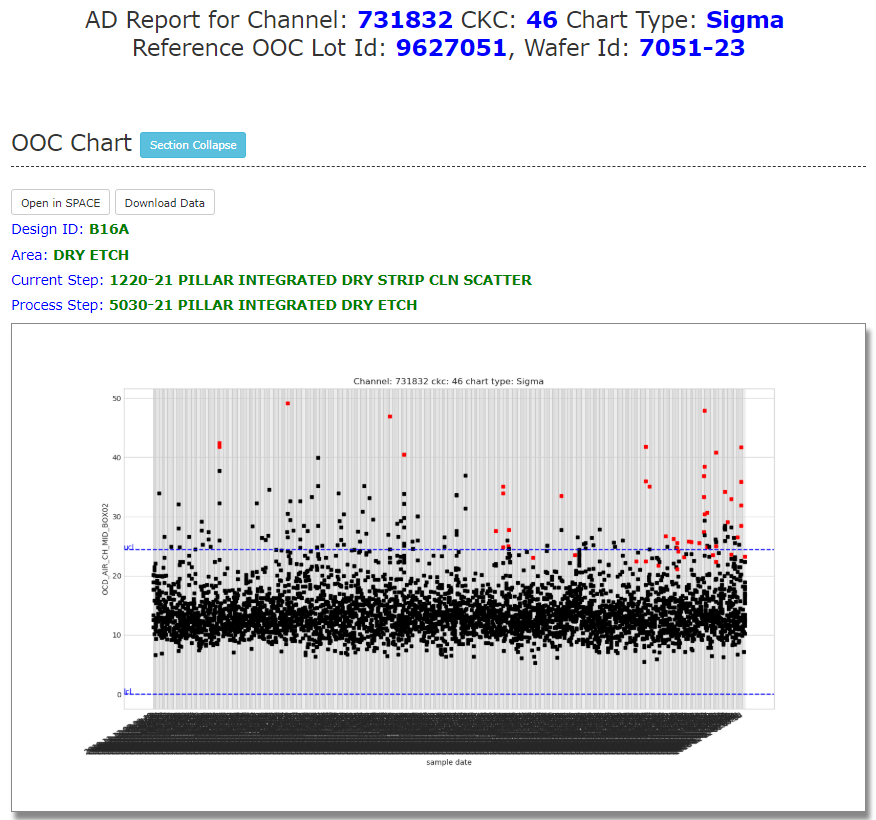 AD Report for Channel: 731832 CKC: 46 Chart Type: Sigma
Reference OOC Lot Id: 9627051, Wafer Id: 7051-23
OOC Chart Section Collapse
Open in SPACE Download Data
Design ID: B16A
Area: DRY ETCH
Current Step: 1220-21 PILLAR INTEGRATED DRY STRIP CLN SCATTER
Process Step: 5030-21 PILLAR INTEGRATED DRY ETCH
Channel: 731832 ckc: 46 chart type: Sigma
OCD_AIR_CH_MID_BOX02
50
40
30
ucl
20
10
lcl
0
sample date